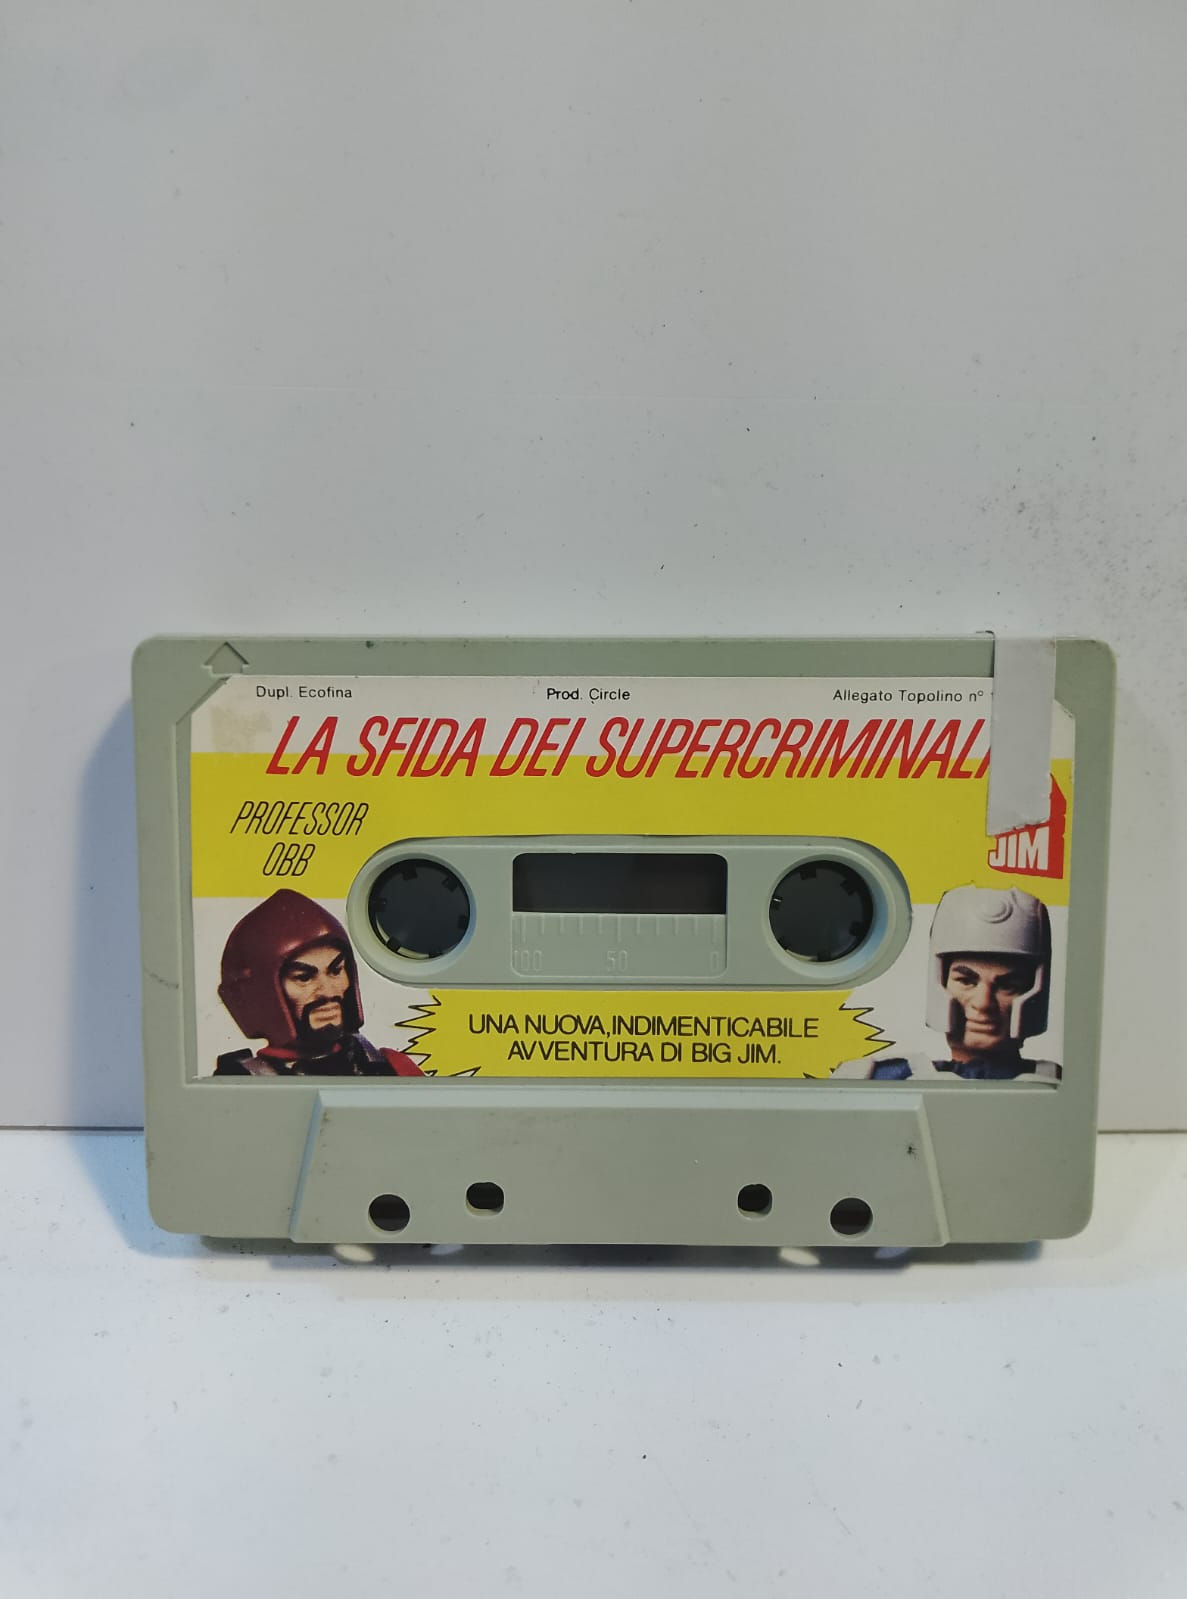 Dupl. Ecofina Prod. Circle Allegato Topolino n°
LA SFIDA DEI SUPERCRIMINALI
PROFESSOR
OBB
JIM
100 50 0
UNA NUOVA, INDIMENTICABILE
AVVENTURA DI BIG JIM.